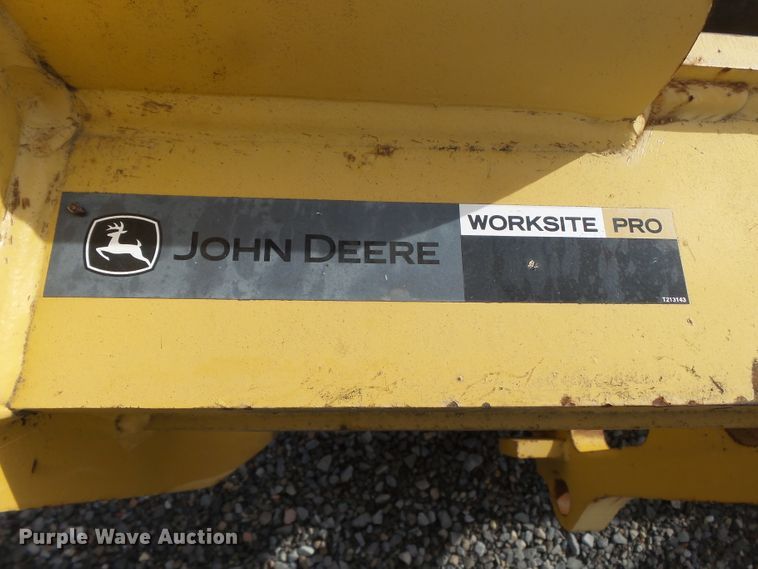 JOHN DEERE
WORKSITE PRO
T213143
Purple Wave Auction